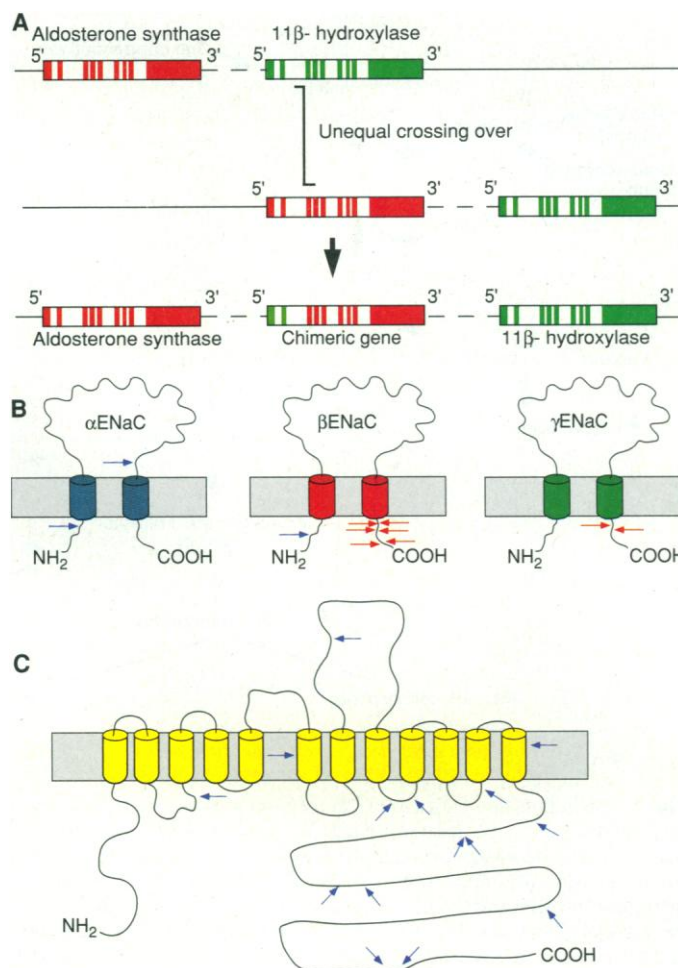 A
Aldosterone synthase 11β- hydroxylase
5' 3' 5' 3'
Unequal crossing over
5' 3' 5' 3'
5' 3' 5' 3' 5' 3'
Aldosterone synthase Chimeric gene 11β- hydroxylase
B
αENaC βENaC γENaC
NH2 COOH NH2 COOH NH2 COOH
C
NH2 COOH